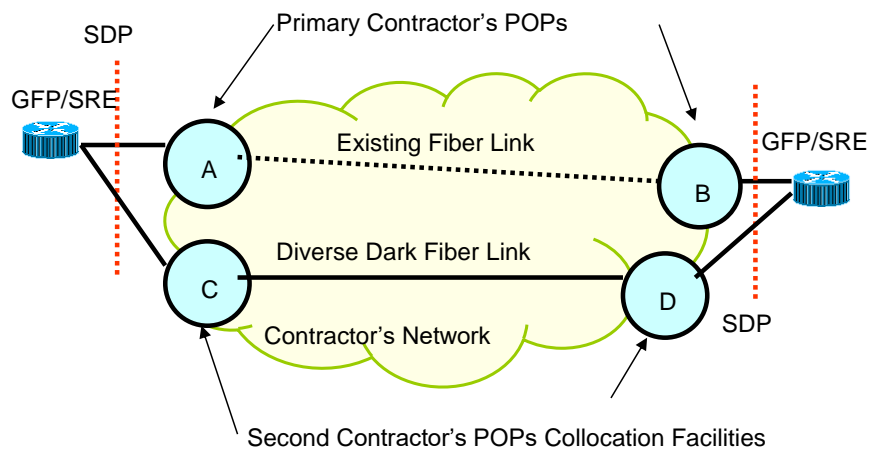 Primary Contractor's POPs
SDP
GFP/SRE
Existing Fiber Link
GFP/SRE
A
B
Diverse Dark Fiber Link
C
D
SDP
Contractor's Network
Second Contractor's POPs Collocation Facilities